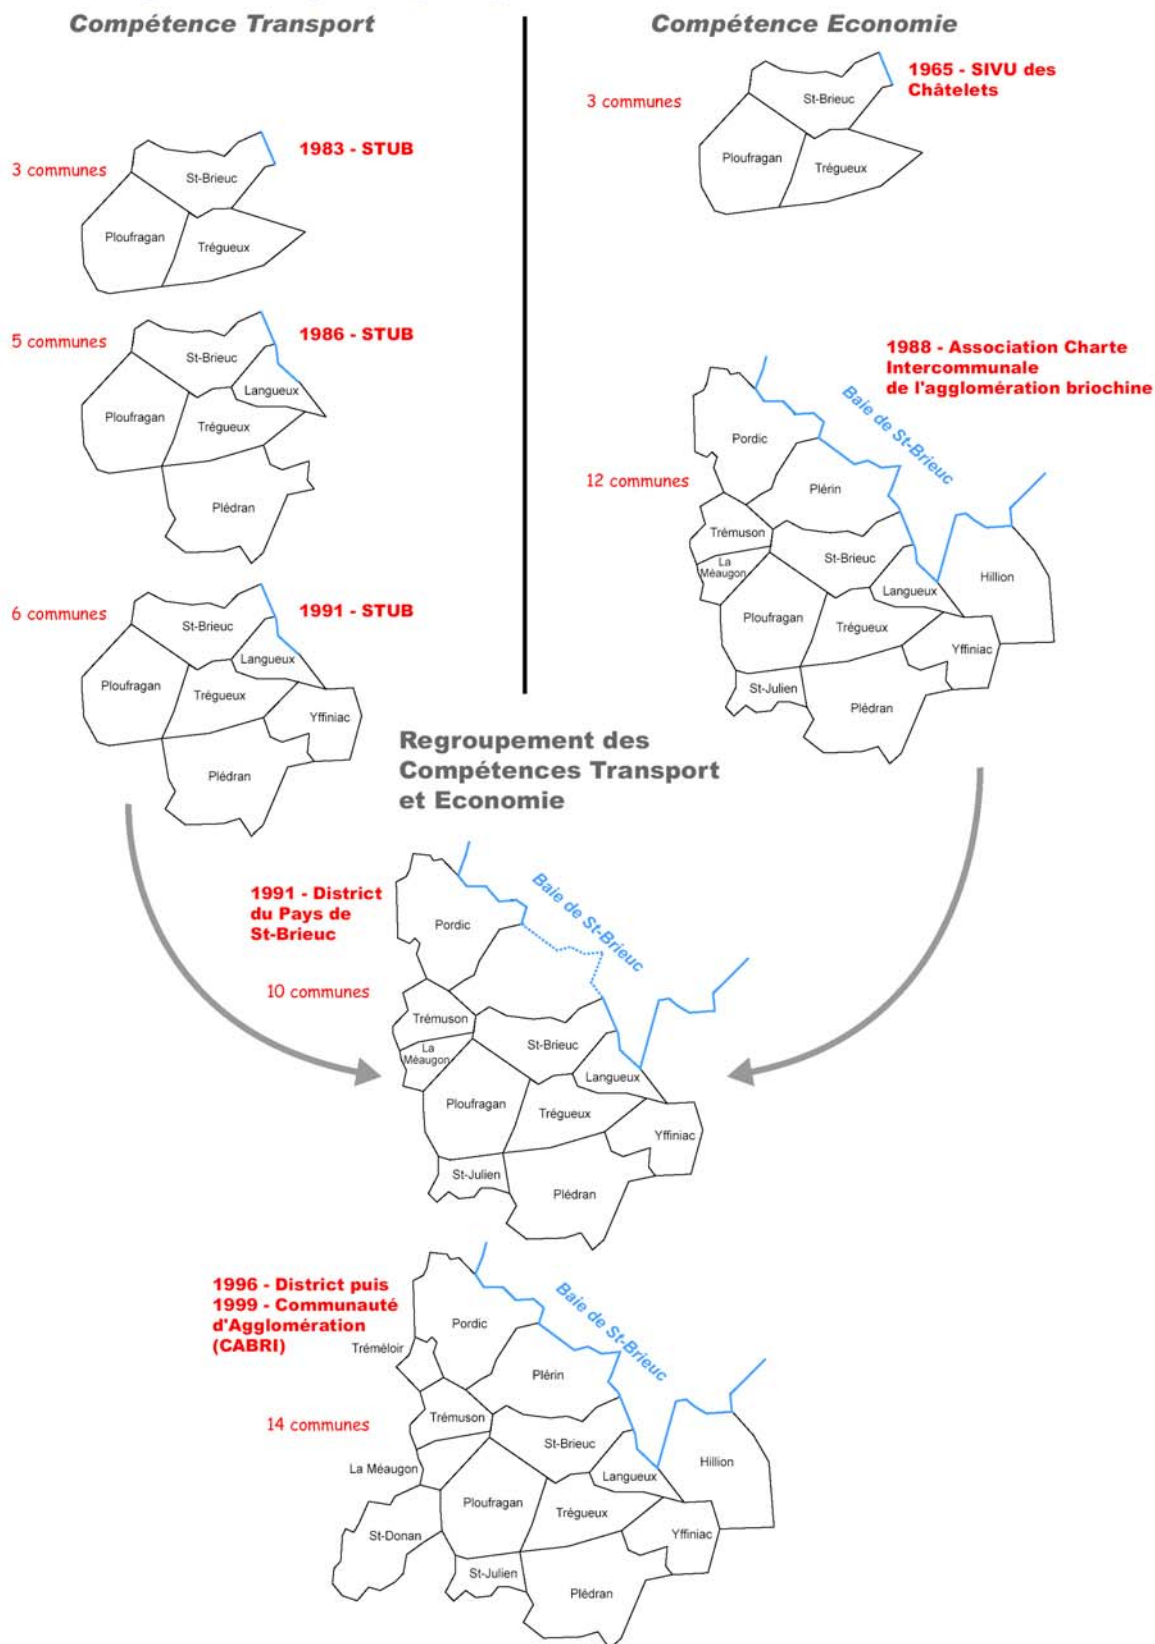 Compétence Transport
3 communes
1983 - STUB
St-Brieuc
Ploufragan
Trégueux
5 communes
1986 - STUB
St-Brieuc
Langueux
Ploufragan
Trégueux
Plédran
6 communes
1991 - STUB
St-Brieuc
Langueux
Ploufragan
Trégueux
Yffiniac
Plédran
Compétence Economie
3 communes
1965 - SIVU des
Châtelets
St-Brieuc
Ploufragan
Trégueux
1988 - Association Charte
Intercommunale
de l'agglomération briochine
12 communes
Baie de St-Brieuc
Pordic
Plérin
Trémuson
St-Brieuc
La
Méaugon
Hillion
Langueux
Ploufragan
Trégueux
Yffiniac
St-Julien
Plédran
Regroupement des
Compétences Transport
et Economie
1991 - District
du Pays de
St-Brieuc
10 communes
Baie de St-Brieuc
Pordic
Trémuson
St-Brieuc
La
Méaugon
Langueux
Ploufragan
Trégueux
Yffiniac
St-Julien
Plédran
1996 - District puis
1999 - Communauté
d'Agglomération
(CABRI)
14 communes
Baie de St-Brieuc
Pordic
Tréméloir
Plérin
Trémuson
St-Brieuc
La Méaugon
Hillion
Langueux
Ploufragan
Trégueux
St-Donan
Yffiniac
St-Julien
Plédran